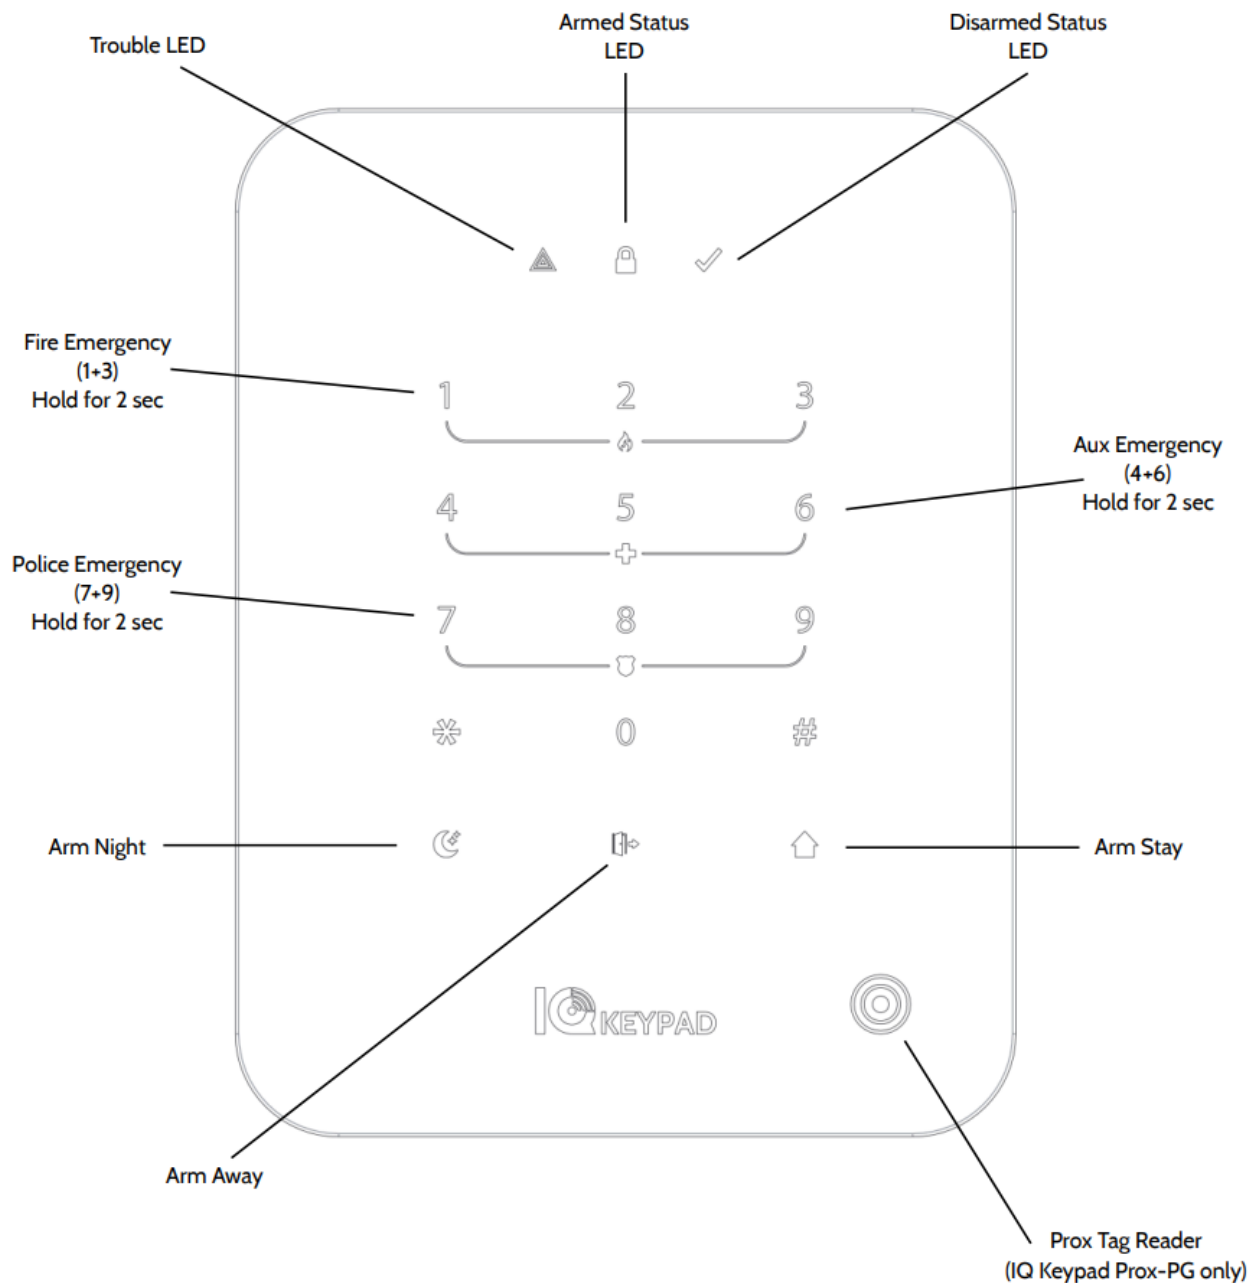 Armed Status
LED
Disarmed Status
LED
Trouble LED
Fire Emergency
(1+3)
Hold for 2 sec
1 2 3
Aux Emergency
(4+6)
Hold for 2 sec
4 5 6
Police Emergency
(7+9)
Hold for 2 sec
7 8 9
* 0 #
Arm Night
Arm Stay
IQ KEYPAD
Arm Away
Prox Tag Reader
(IQ Keypad Prox-PG only)